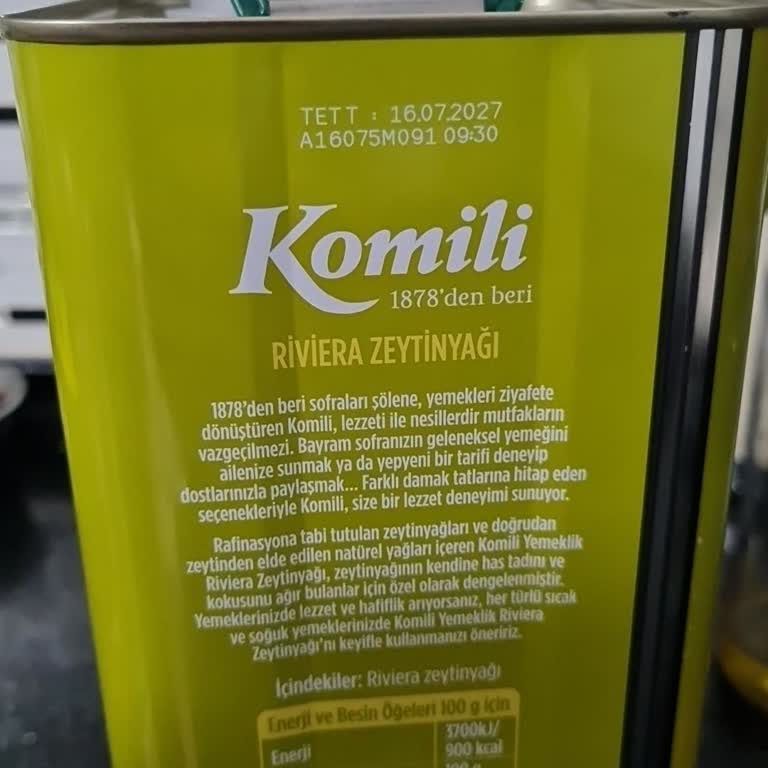 TETT : 16.07.2027
A16075M091 09:30
Komili
1878'den beri
RİVİERA ZEYTİNYAĞI
1878'den beri sofraları şölene, yemekleri ziyafete
dönüştüren Komili, lezzeti ile nesillerdir mutfakların
vazgeçilmezi. Bayram sofranızın geleneksel yemeğini
ailenize sunmak ya da yepyeni bir tarifi deneyip
dostlarınızla paylaşmak... Farklı damak tatlarına hitap eden
seçenekleriyle Komili, size bir lezzet deneyimi sunuyor.
Rafinasyona tabi tutulan zeytinyağları ve doğrudan
zeytinden elde edilen natürel yağları içeren Komili Yemeklik
Riviera Zeytinyağı, zeytinyağının kendine has tadını ve
kokusunu ağır bulanlar için özel olarak dengelenmiştir.
Yemeklerinizde lezzet ve hafiflik arıyorsanız, her türlü sıcak
ve soğuk yemeklerinizde Komili Yemeklik Riviera
Zeytinyağı'nı keyifle kullanmanızı öneririz.
İçindekiler: Riviera zeytinyağı
Enerji ve Besin Öğeleri 100 g için
3700kJ/
Enerji 900 kcal